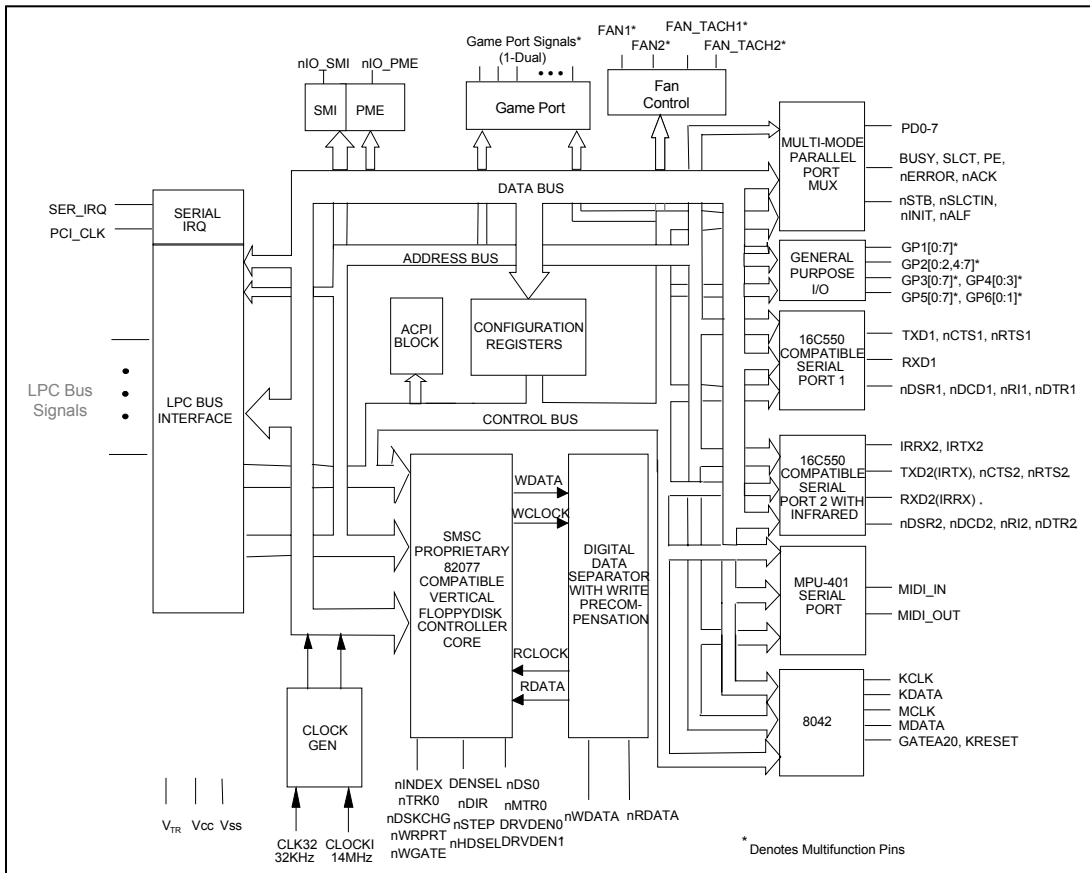 FAN1*
FAN_TACH1*
FAN2*
FAN_TACH2*
Game Port Signals*
(1-Dual)
nIO_SMI
nIO_PME
SMI
PME
Game Port
Fan
Control
MULTI-MODE
PARALLEL
PORT
MUX
PD0-7
BUSY, SLCT, PE,
nERROR, nACK
nSTB, nSLCTIN,
nINIT, nALF
DATA BUS
SER_IRQ
PCI_CLK
SERIAL
IRQ
ADDRESS BUS
GENERAL
PURPOSE
I/O
GP1[0:7]*
GP2[0:2,4:7]*
GP3[0:7]*, GP4[0:3]*
GP5[0:7]*, GP6[0:1]*
ACPI
BLOCK
CONFIGURATION
REGISTERS
16C550
COMPATIBLE
SERIAL
PORT 1
TXD1, nCTS1, nRTS1
RXD1
nDSR1, nDCD1, nRI1, nDTR1
LPC Bus
Signals
LPC BUS
INTERFACE
CONTROL BUS
16C550
COMPATIBLE
SERIAL
PORT 2 WITH
INFRARED
IRRX2, IRTX2
TXD2(IRTX), nCTS2, nRTS2,
RXD2(IRRX) .
nDSR2, nDCD2, nRI2, nDTR2,
SMSC
PROPRIETARY
82077
COMPATIBLE
VERTICAL
FLOPPYDISK
CONTROLLER
CORE
WDATA
WCLOCK
RCLOCK
RDATA
DIGITAL
DATA
SEPARATOR
WITH WRITE
PRECOM-
PENSATION
MPU-401
SERIAL
PORT
MIDI_IN
MIDI_OUT
8042
KCLK
KDATA
MCLK
MDATA
GATEA20, KRESET
CLOCK
GEN
VTR
Vcc
Vss
CLK32
32KHz
CLOCKI
14MHz
nINDEX
nTRK0
nDSKCHG
nWRPRT
nWGATE
DENSEL
nDIR
nSTEP
nHDSEL
nDS0
nMTR0
DRVDEN0
DRVDEN1
nWDATA
nRDATA
* Denotes Multifunction Pins